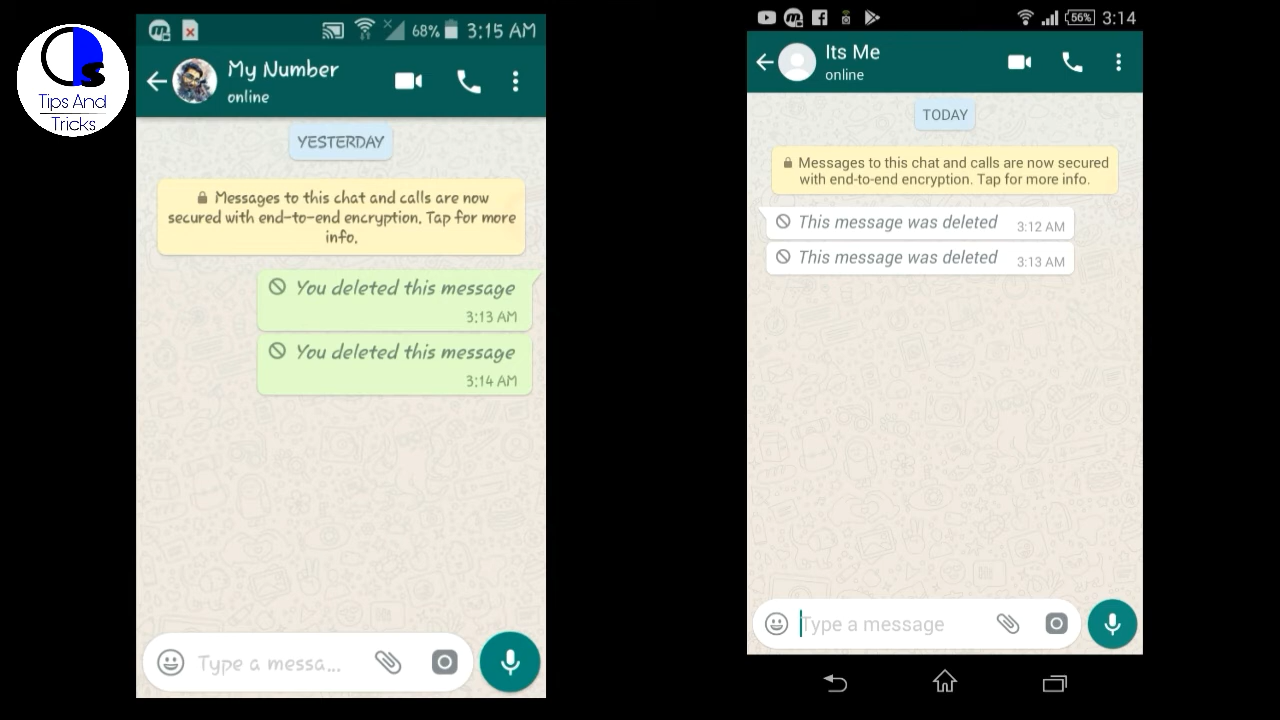 Tips And
Tricks
68% 3:15 AM
My Number
online
YESTERDAY
Messages to this chat and calls are now
secured with end-to-end encryption. Tap for more
info.
You deleted this message
3:13 AM
You deleted this message
3:14 AM
Type a messa...
56% 3:14
Its Me
online
TODAY
Messages to this chat and calls are now secured
with end-to-end encryption. Tap for more info.
This message was deleted 3:12 AM
This message was deleted 3:13 AM
Type a message